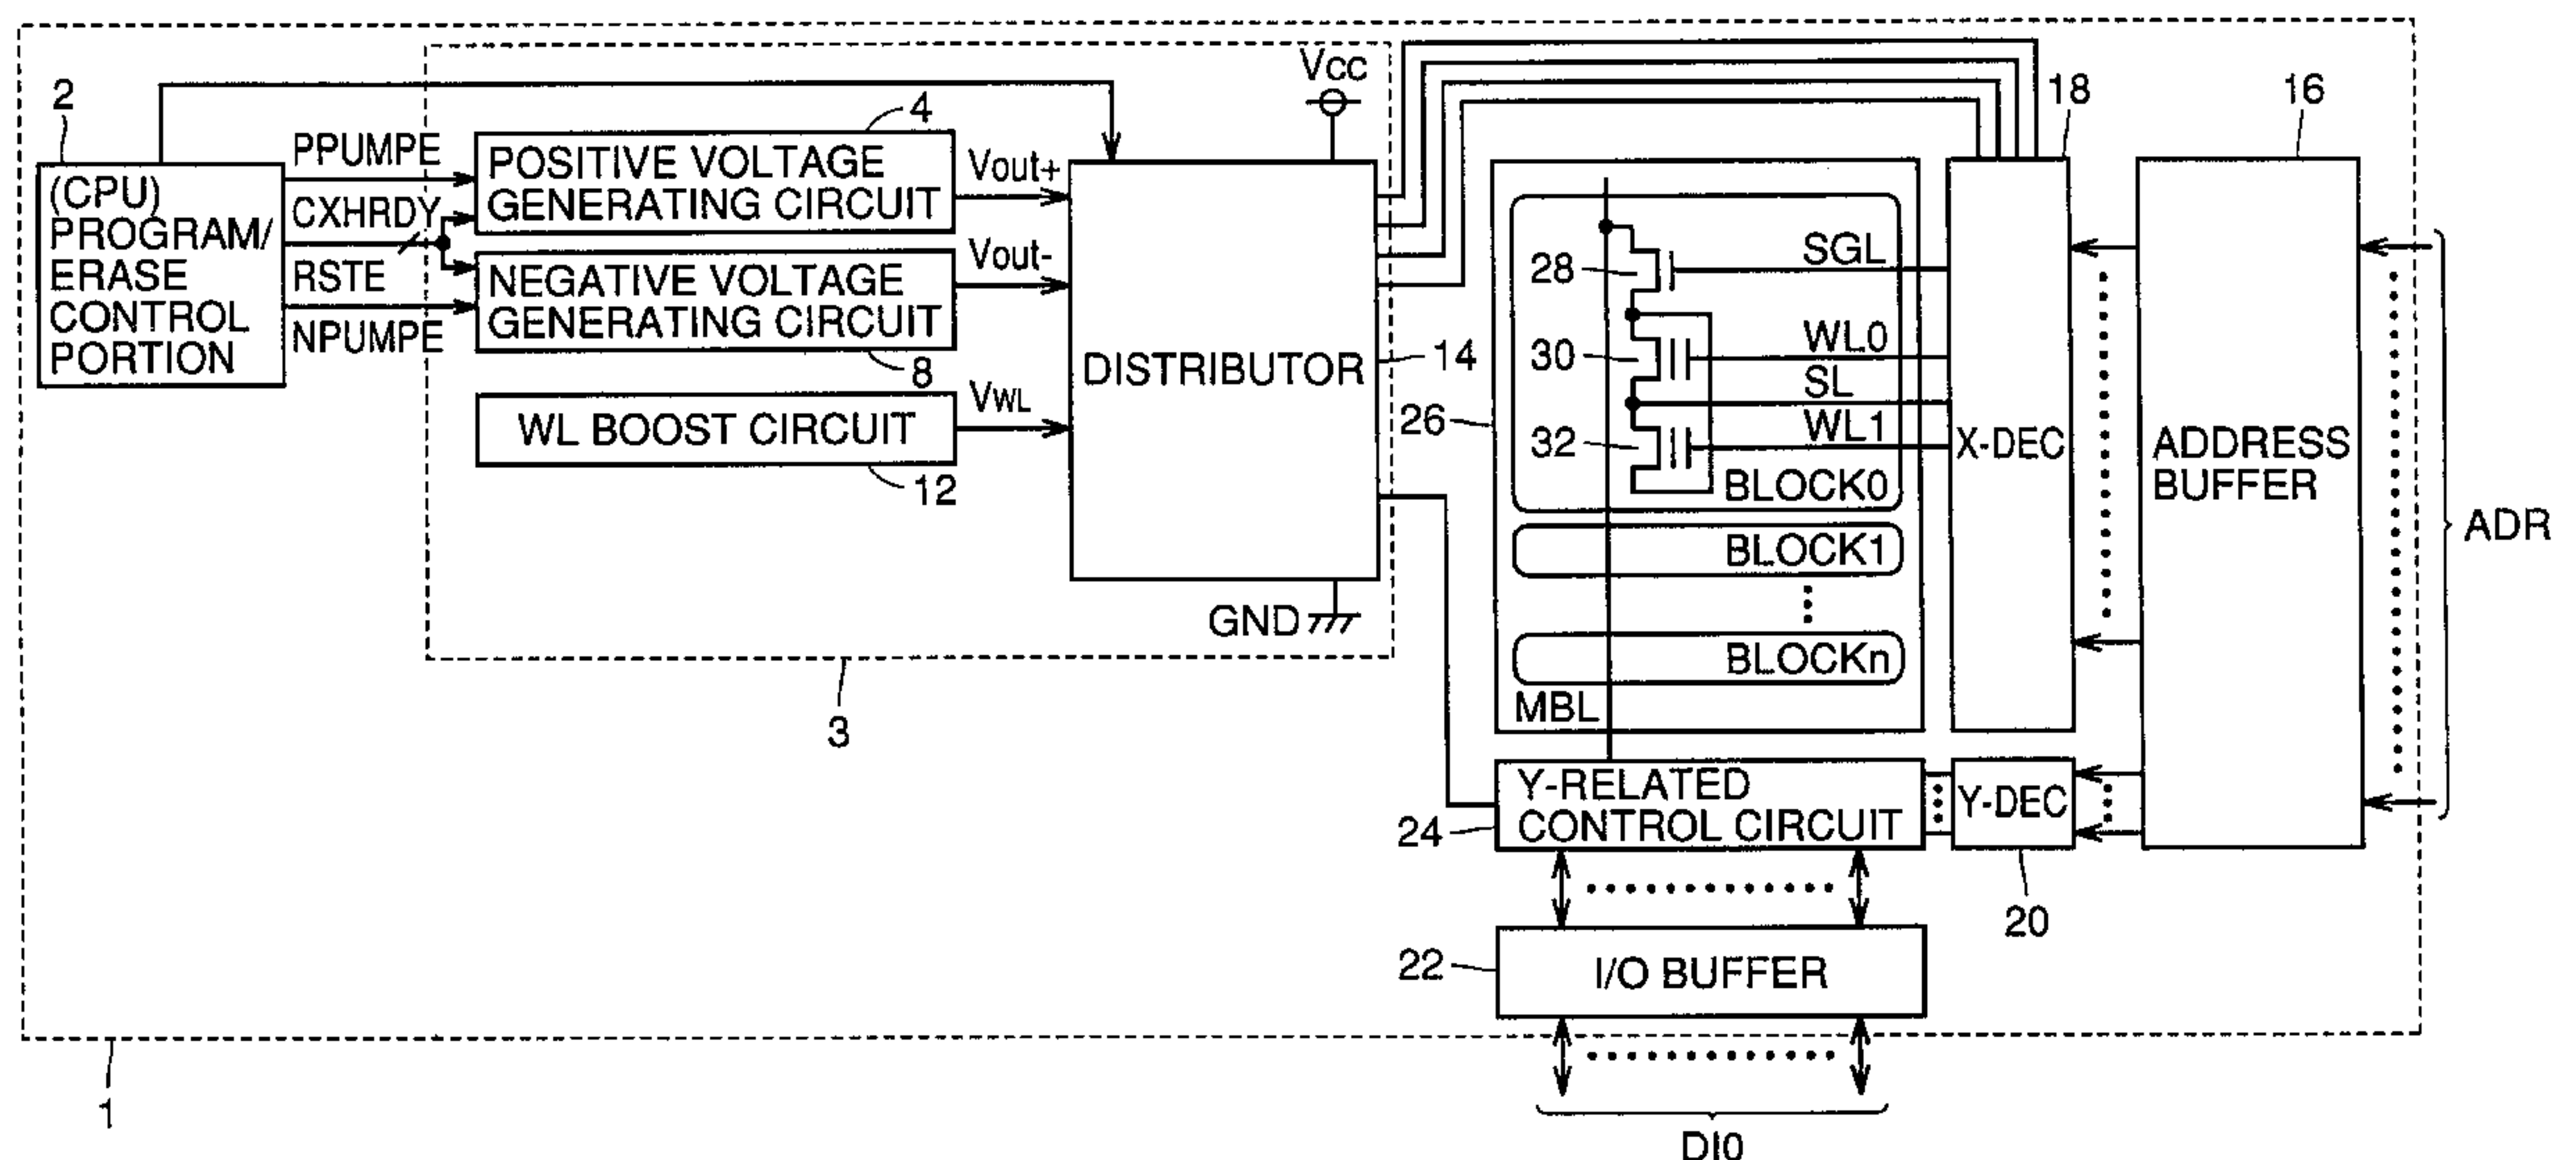 2
(CPU)
PROGRAM/
ERASE
CONTROL
PORTION
PPUMPE
CXHRDY
RSTE
NPUMPE
4
POSITIVE VOLTAGE
GENERATING CIRCUIT
NEGATIVE VOLTAGE
GENERATING CIRCUIT
8
WL BOOST CIRCUIT
12
Vout+
Vout-
VWL
VCC
DISTRIBUTOR
14
GND
3
26
28
30
32
SGL
WL0
SL
WL1
BLOCK0
BLOCK1
BLOCKn
MBL
18
X-DEC
16
ADDRESS
BUFFER
ADR
Y-RELATED
CONTROL CIRCUIT
24
Y-DEC
20
22
I/O BUFFER
DI0
1